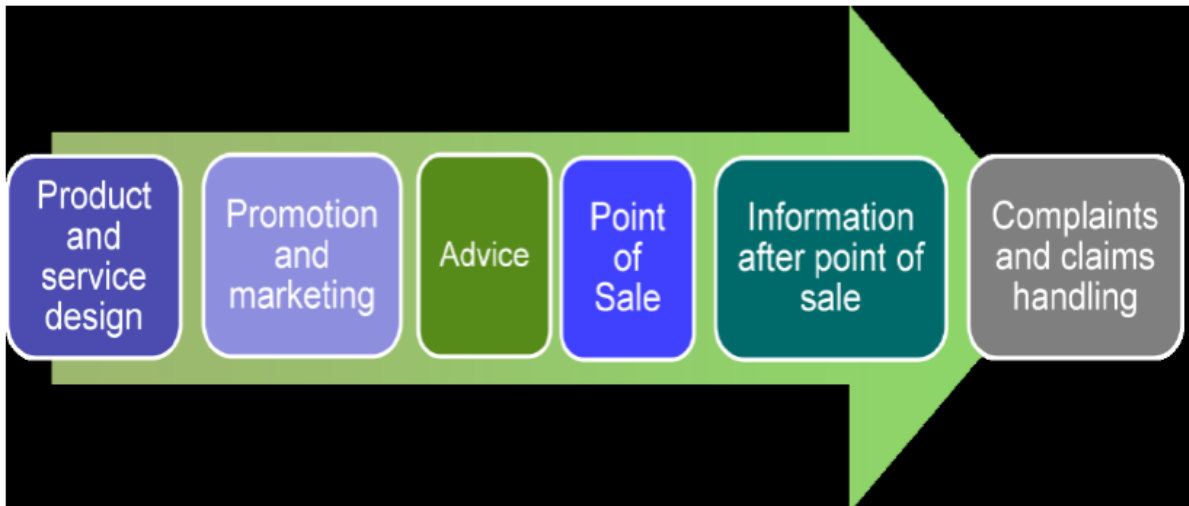 Product
and
service
design
Promotion
and
marketing
Advice
Point
of
Sale
Information
after point of
sale
Complaints
and claims
handling